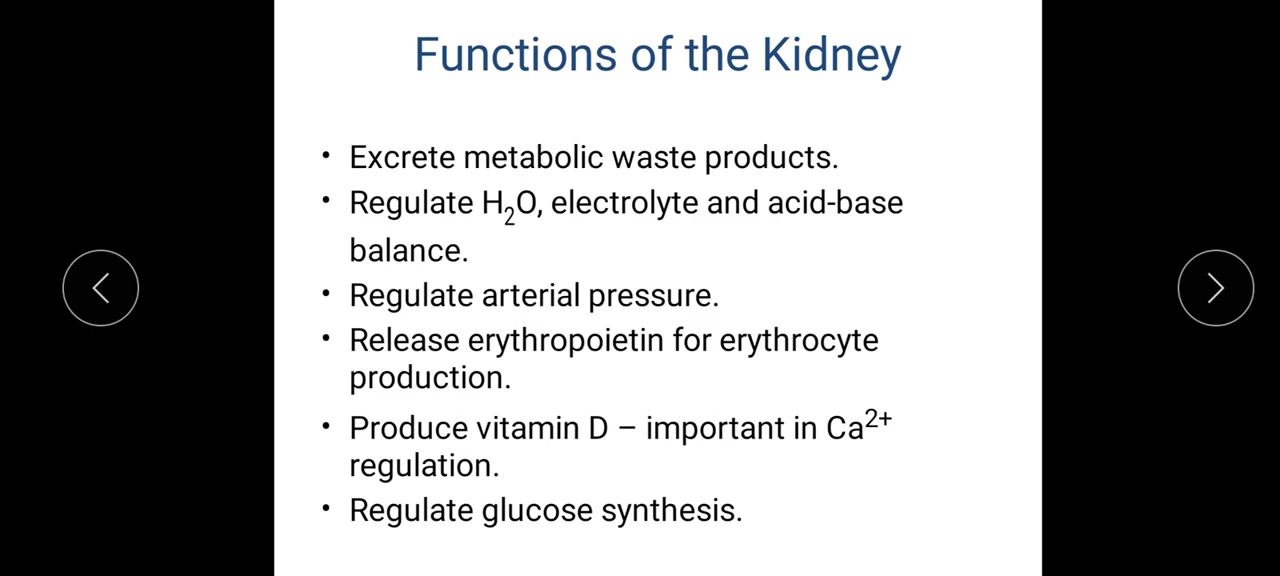 Functions of the Kidney
• Excrete metabolic waste products.
• Regulate H₂O, electrolyte and acid-base
balance.
• Regulate arterial pressure.
• Release erythropoietin for erythrocyte
production.
• Produce vitamin D – important in Ca²⁺
regulation.
• Regulate glucose synthesis.